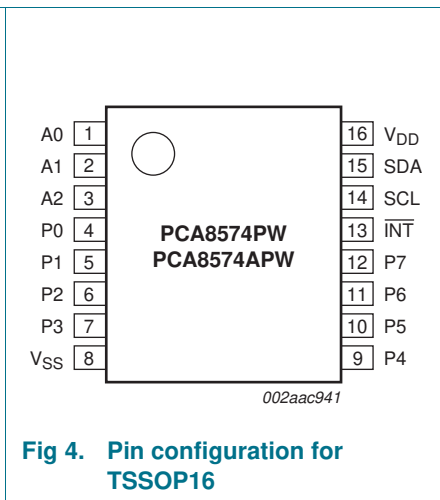 A0 1
A1 2
A2 3
P0 4
P1 5
P2 6
P3 7
VSS 8
PCA8574PW
PCA8574APW
16 VDD
15 SDA
14 SCL
13 INT
12 P7
11 P6
10 P5
9 P4
002aac941
Fig 4. Pin configuration for
TSSOP16